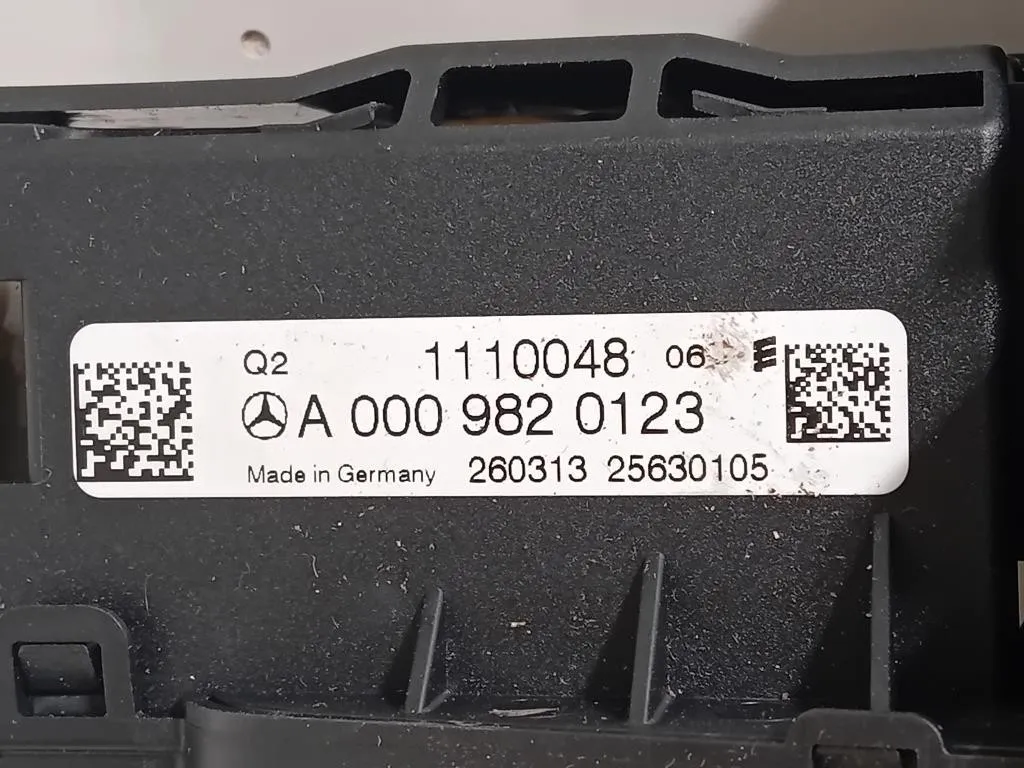 Q2 1110048 06 E
A 000 982 0123
Made in Germany 260313 25630105